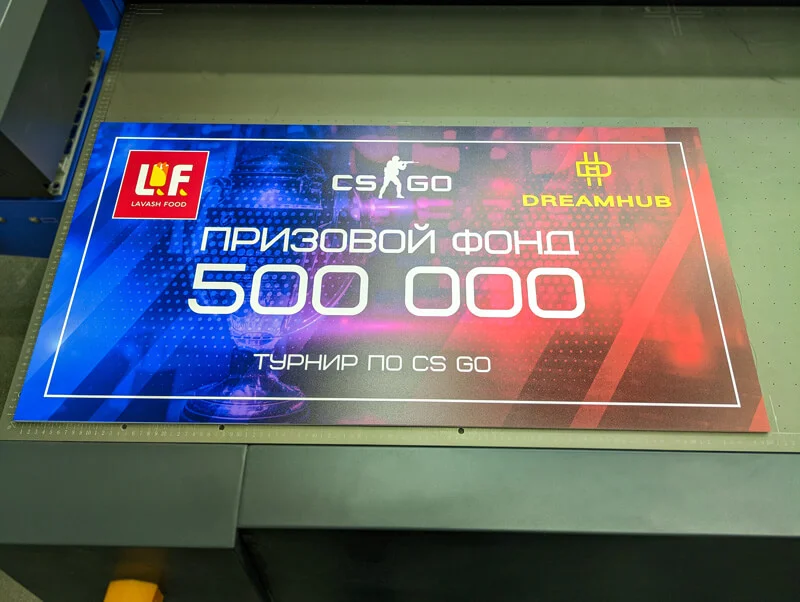 LF
LAVASH FOOD
CS GO
DREAMHUB
ПРИЗОВОЙ ФОНД
500 000
ТУРНИР ПО CS GO